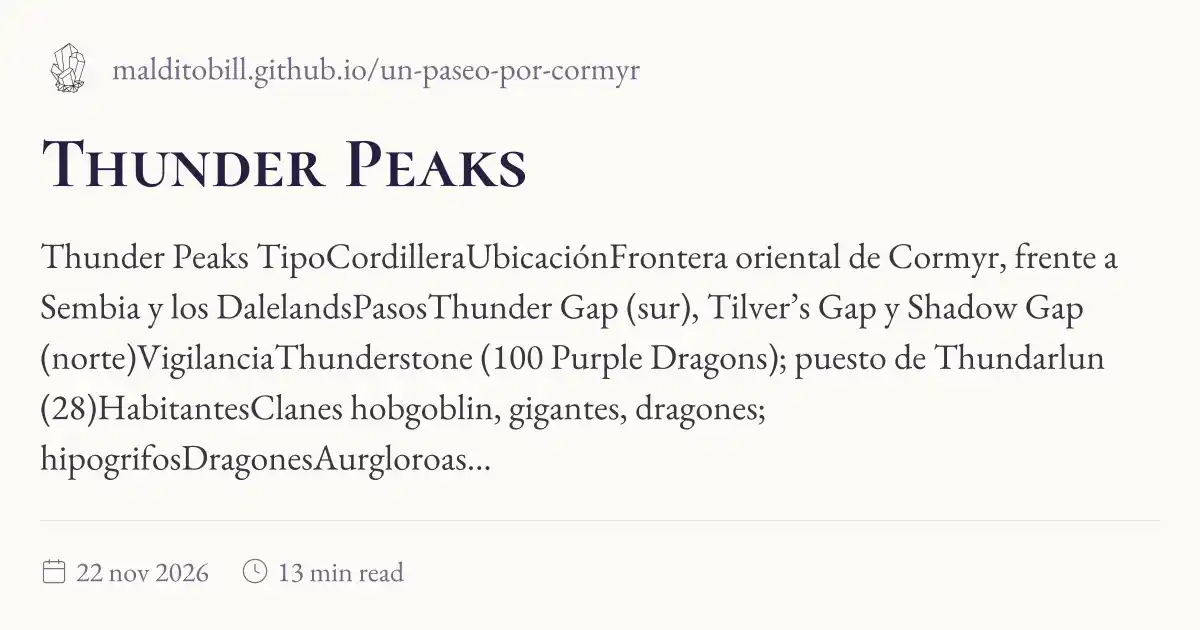 malditobill.github.io/un-paseo-por-cormyr
Thunder Peaks
Thunder Peaks TipoCordilleraUbicaciónFrontera oriental de Cormyr, frente a
Sembia y los DalelandsPasosThunder Gap (sur), Tilver’s Gap y Shadow Gap
(norte)VigilanciaThunderstone (100 Purple Dragons); puesto de Thundarlun
(28)HabitantesClanes hobgoblin, gigantes, dragones;
hipogrifosDragonesAurgloroas...
22 nov 2026 13 min read